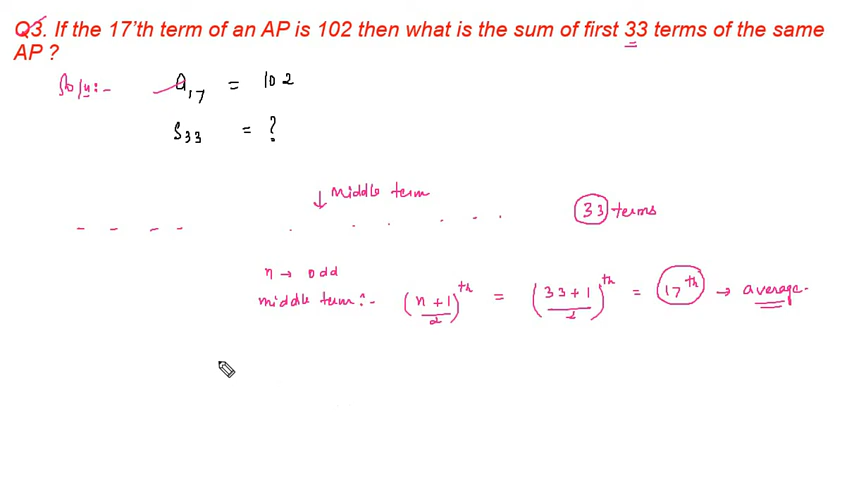 Q3. If the 17'th term of an AP is 102 then what is the sum of first 33 terms of the same
AP ?
Soln:- a17 = 102
S33 = ?
↓ middle term
33 terms
n → odd
middle term :- (n+1/2)^th = (33+1/2)^th = 17^th → average.